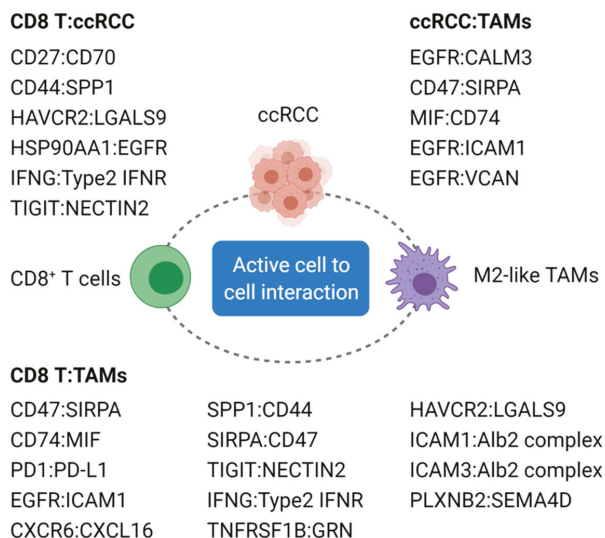 CD8 T:ccRCC
CD27:CD70
CD44:SPP1
HAVCR2:LGALS9
HSP90AA1:EGFR
IFNG:Type2 IFNR
TIGIT:NECTIN2
ccRCC:TAMs
EGFR:CALM3
CD47:SIRPA
MIF:CD74
EGFR:ICAM1
EGFR:VCAN
ccRCC
CD8⁺ T cells
Active cell to
cell interaction
M2-like TAMs
CD8 T:TAMs
CD47:SIRPA
CD74:MIF
PD1:PD-L1
EGFR:ICAM1
CXCR6:CXCL16
SPP1:CD44
SIRPA:CD47
TIGIT:NECTIN2
IFNG:Type2 IFNR
TNFRSF1B:GRN
HAVCR2:LGALS9
ICAM1:Alb2 complex
ICAM3:Alb2 complex
PLXNB2:SEMA4D